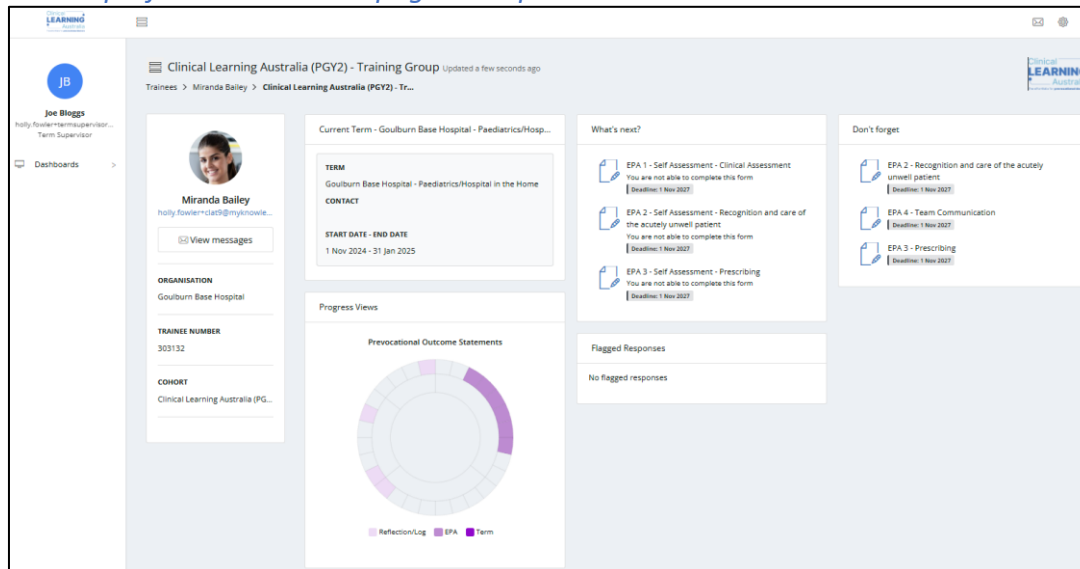 Clinical
LEARNING
Australia
JB
Joe Bloggs
holly.fowler+termsupervisor...
Term Supervisor
Dashboards >
Clinical Learning Australia (PGY2) - Training Group Updated a few seconds ago
Trainees > Miranda Bailey > Clinical Learning Australia (PGY2) - Tr...
Clinical
LEARNIN
Austral
Miranda Bailey
holly.fowler+clat9@myknowle...
View messages
ORGANISATION
Goulburn Base Hospital
TRAINEE NUMBER
303132
COHORT
Clinical Learning Australia (PG...
Current Term - Goulburn Base Hospital - Paediatrics/Hosp...
TERM
Goulburn Base Hospital - Paediatrics/Hospital in the Home
CONTACT
START DATE - END DATE
1 Nov 2024 - 31 Jan 2025
Progress Views
Prevocational Outcome Statements
Reflection/Log EPA Term
What's next?
EPA 1 - Self Assessment - Clinical Assessment
You are not able to complete this form
Deadline: 1 Nov 2027
EPA 2 - Self Assessment - Recognition and care of
the acutely unwell patient
You are not able to complete this form
Deadline: 1 Nov 2027
EPA 3 - Self Assessment - Prescribing
You are not able to complete this form
Deadline: 1 Nov 2027
Flagged Responses
No flagged responses
Don't forget
EPA 2 - Recognition and care of the acutely
unwell patient
Deadline: 1 Nov 2027
EPA 4 - Team Communication
Deadline: 1 Nov 2027
EPA 3 - Prescribing
Deadline: 1 Nov 2027